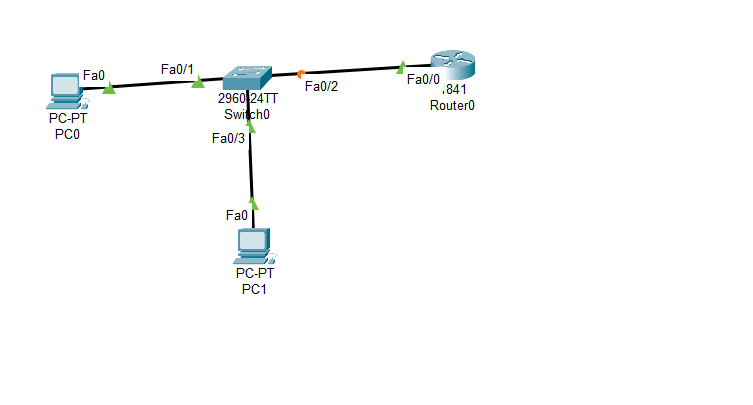 Fa0
Fa0/1
Fa0/2
Fa0/0
PC-PT
PC0
2960-24TT
Switch0
1841
Router0
Fa0/3
Fa0
PC-PT
PC1